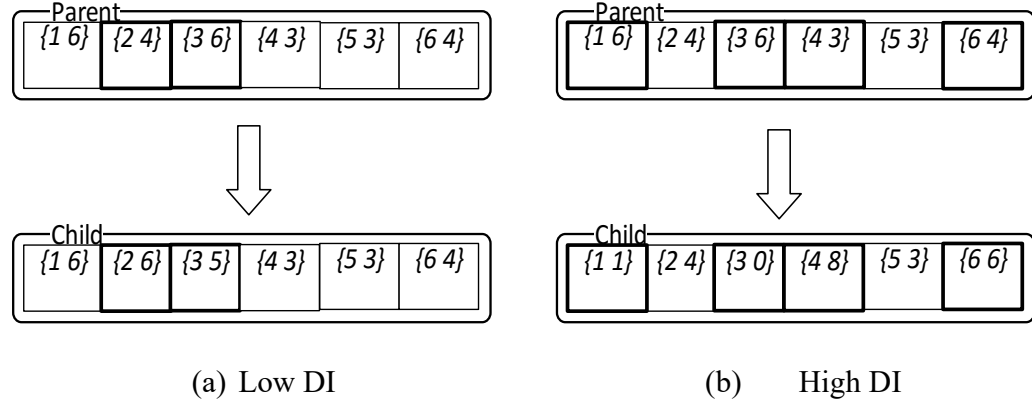 Parent
{1 6} {2 4} {3 6} {4 3} {5 3} {6 4}
Child
{1 6} {2 6} {3 5} {4 3} {5 3} {6 4}
(a) Low DI
Parent
{1 6} {2 4} {3 6} {4 3} {5 3} {6 4}
Child
{1 1} {2 4} {3 0} {4 8} {5 3} {6 6}
(b) High DI